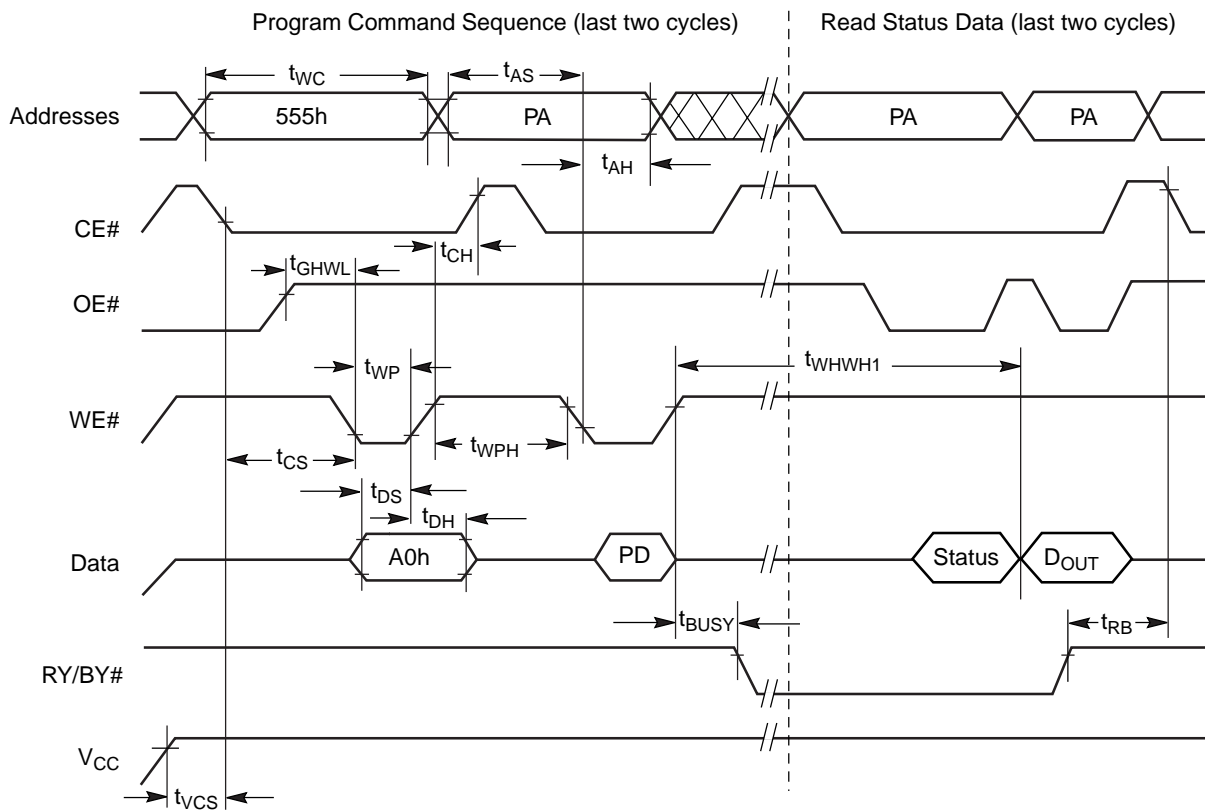 Program Command Sequence (last two cycles)
Read Status Data (last two cycles)
tWC
tAS
Addresses
555h
PA
PA
PA
tAH
CE#
tCH
tGHWL
OE#
tWP
tWHWH1
WE#
tWPH
tCS
tDS
tDH
Data
A0h
PD
Status
DOUT
tBUSY
tRB
RY/BY#
VCC
tVCS